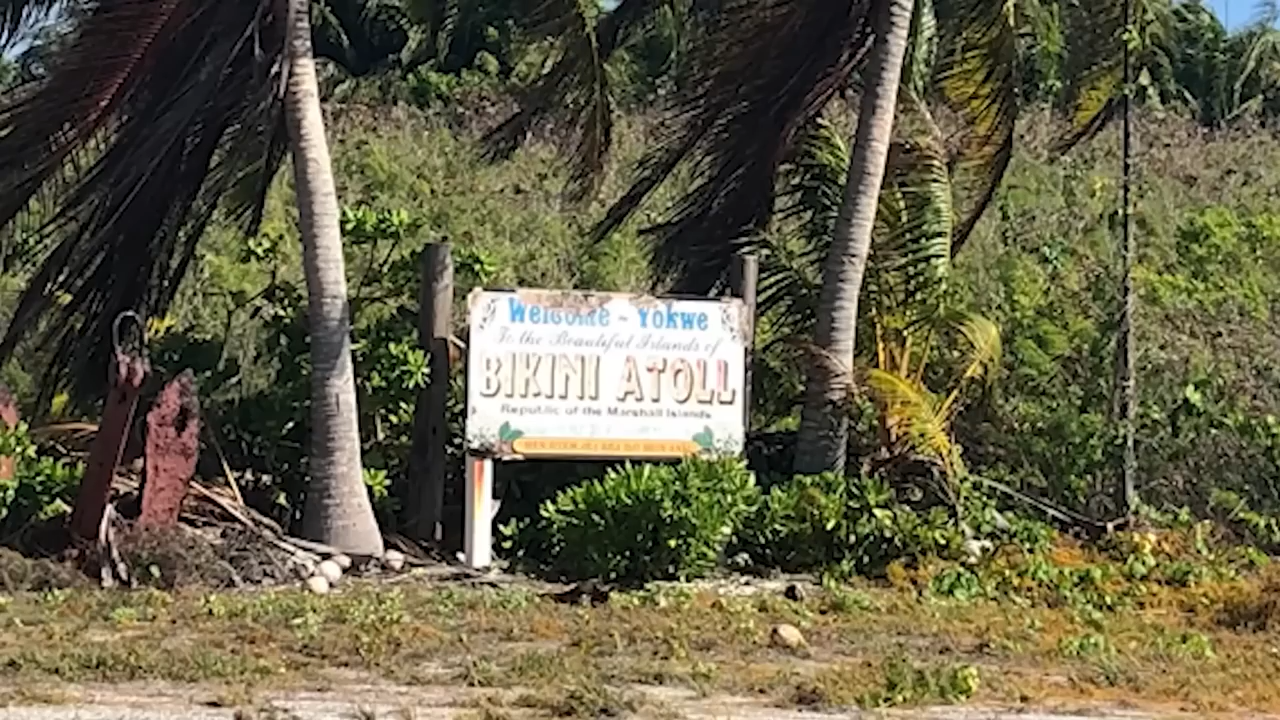 Welcome ~ Yokwe
To the Beautiful Islands of
BIKINI ATOLL
Republic of the Marshall Islands